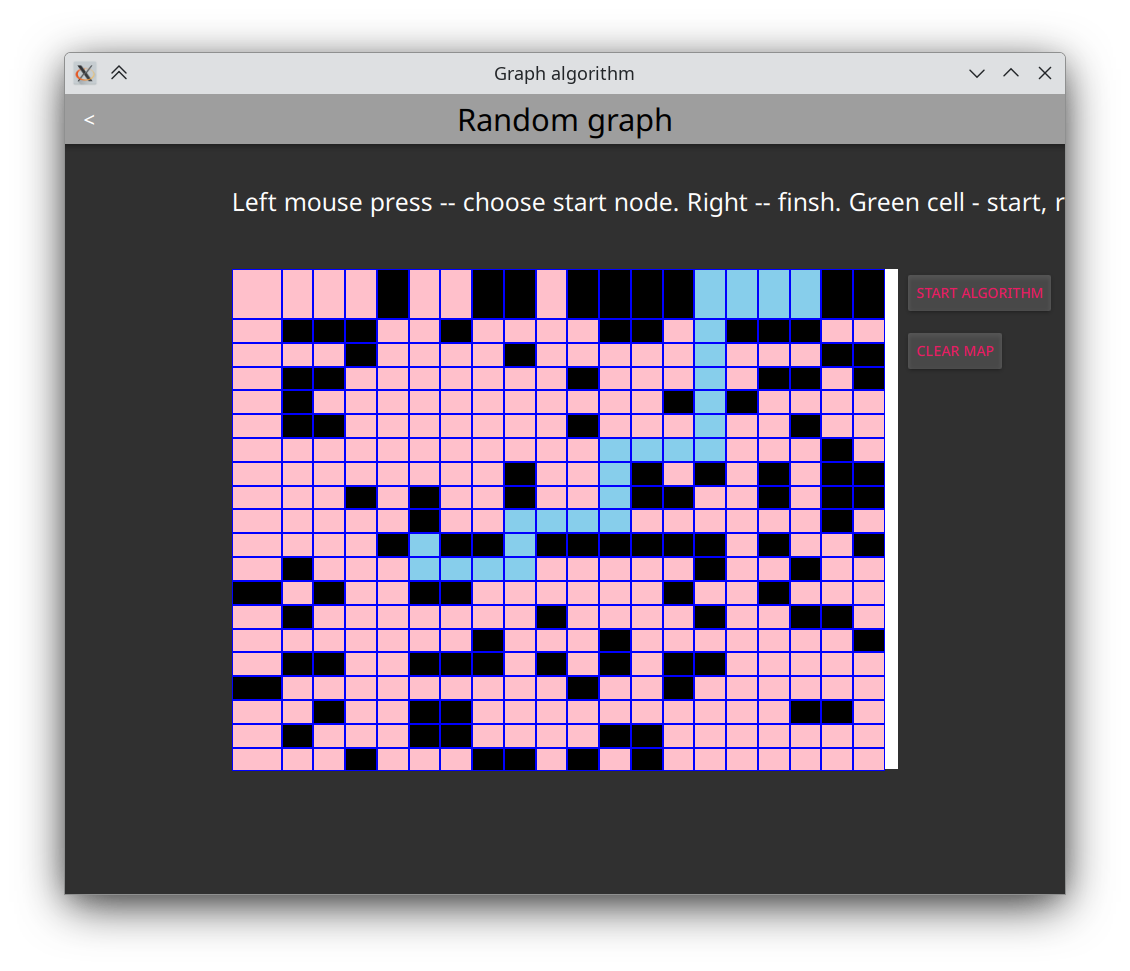 Graph algorithm
<
Random graph
Left mouse press -- choose start node. Right -- finsh. Green cell - start, r
START ALGORITHM
CLEAR MAP